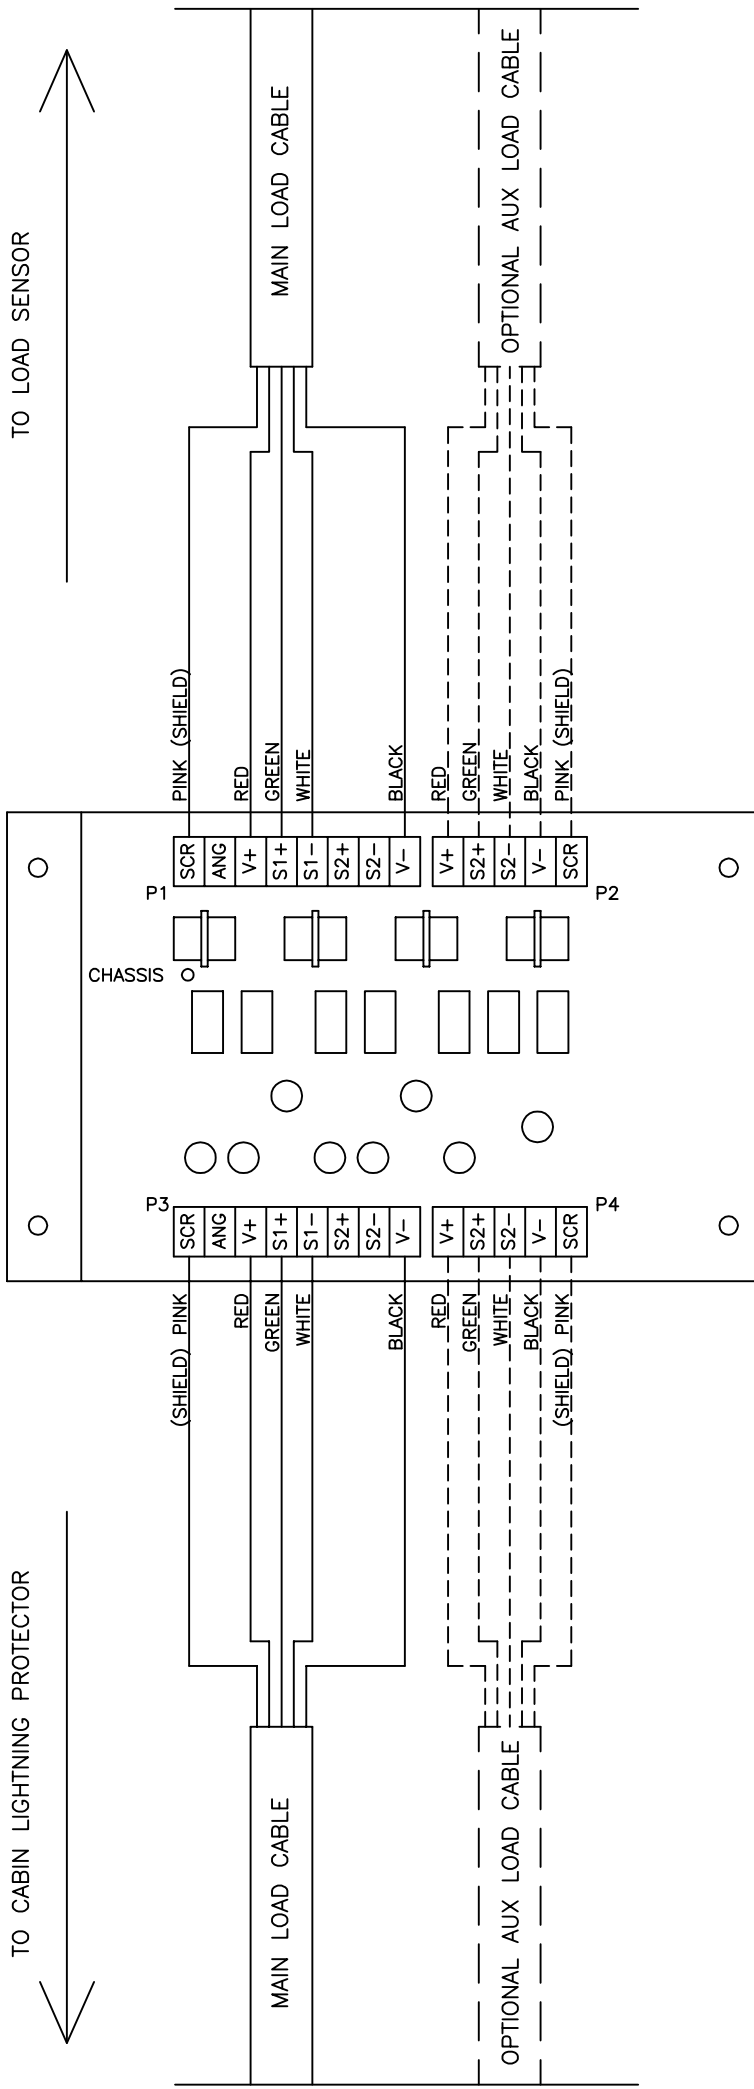 TO LOAD SENSOR
MAIN LOAD CABLE
OPTIONAL AUX LOAD CABLE
PINK (SHIELD)
RED
GREEN
WHITE
BLACK
RED
GREEN
WHITE
BLACK
PINK (SHIELD)
SCR
ANG
V+
S1+
S1-
S2+
S2-
V-
V+
S2+
S2-
V-
SCR
P1
P2
CHASSIS
P3
P4
SCR
ANG
V+
S1+
S1-
S2+
S2-
V-
V+
S2+
S2-
V-
SCR
(SHIELD) PINK
RED
GREEN
WHITE
BLACK
RED
GREEN
WHITE
BLACK
(SHIELD) PINK
TO CABIN LIGHTNING PROTECTOR
MAIN LOAD CABLE
OPTIONAL AUX LOAD CABLE